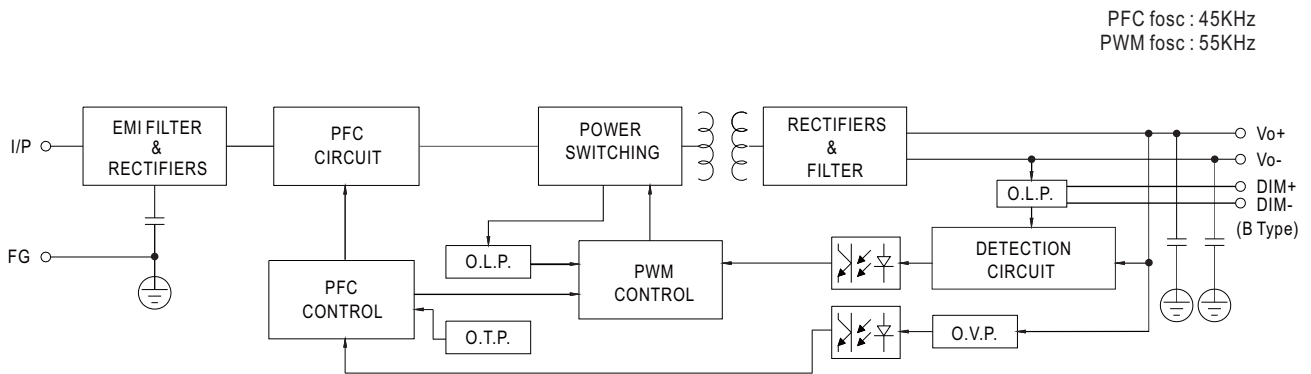 PFC fosc : 45KHz
PWM fosc : 55KHz
I/P
EMI FILTER
&
RECTIFIERS
PFC
CIRCUIT
POWER
SWITCHING
RECTIFIERS
&
FILTER
Vo+
Vo-
DIM+
DIM-
(B Type)
O.L.P.
FG
O.L.P.
PFC
CONTROL
O.T.P.
PWM
CONTROL
DETECTION
CIRCUIT
O.V.P.